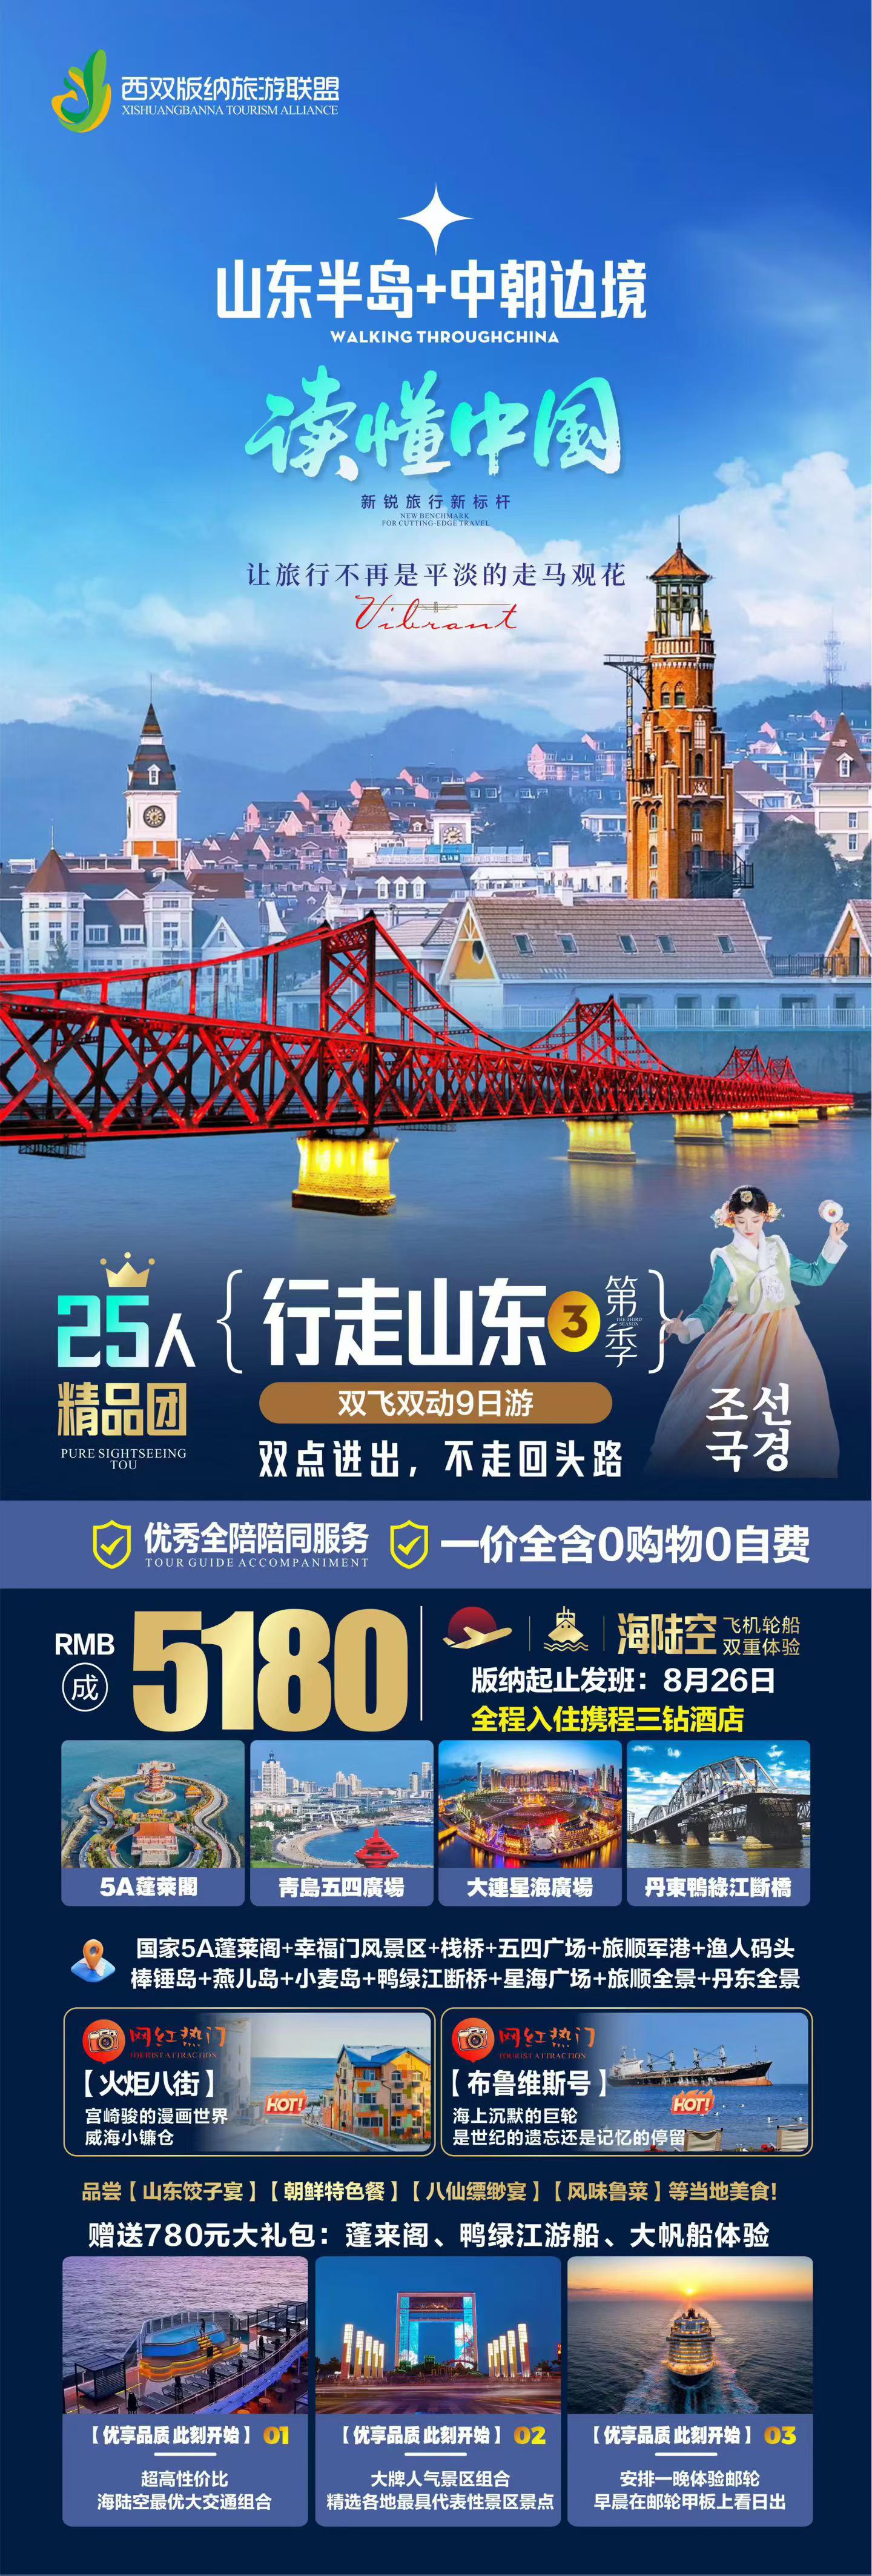 西双版纳旅游联盟
XISHUANGBANNA TOURISM ALLIANCE
山东半岛+中朝边境
WALKING THROUGHCHINA
读懂中国
新锐旅行新标杆
NEW BENCHMARK
FOR CUTTING-EDGE TRAVEL
让旅行不再是平淡的走马观花
Vibrant
25人
精品团
PURE SIGHTSEEING
TOU
{行走山东3第三季}
THE THIRD
SEASON
双飞双动9日游
双点进出，不走回头路
조선
국경
优秀全陪陪同服务
TOUR GUIDE ACCOMPANIMENT
一价全含0购物0自费
RMB
成
5180
海陆空
飞机轮船
双重体验
版纳起止发班：8月26日
全程入住携程三钻酒店
5A蓬萊閣
青島五四廣場
大連星海廣場
丹東鴨綠江斷橋
国家5A蓬莱阁+幸福门风景区+栈桥+五四广场+旅顺军港+渔人码头
棒锤岛+燕儿岛+小麦岛+鸭绿江断桥+星海广场+旅顺全景+丹东全景
网红热门
TOURIST ATTRACTION
【火炬八街】
HOT!
宫崎骏的漫画世界
威海小镰仓
网红热门
TOURIST ATTRACTION
【布鲁维斯号】
HOT!
海上沉默的巨轮
是世纪的遗忘还是记忆的停留
品尝【山东饺子宴】【朝鲜特色餐】【八仙缥缈宴】【风味鲁菜】等当地美食!
赠送780元大礼包：蓬来阁、鸭绿江游船、大帆船体验
【优享品质 此刻开始】01
超高性价比
海陆空最优大交通组合
【优享品质 此刻开始】02
大牌人气景区组合
精选各地最具代表性景区景点
【优享品质 此刻开始】03
安排一晚体验邮轮
早晨在邮轮甲板上看日出